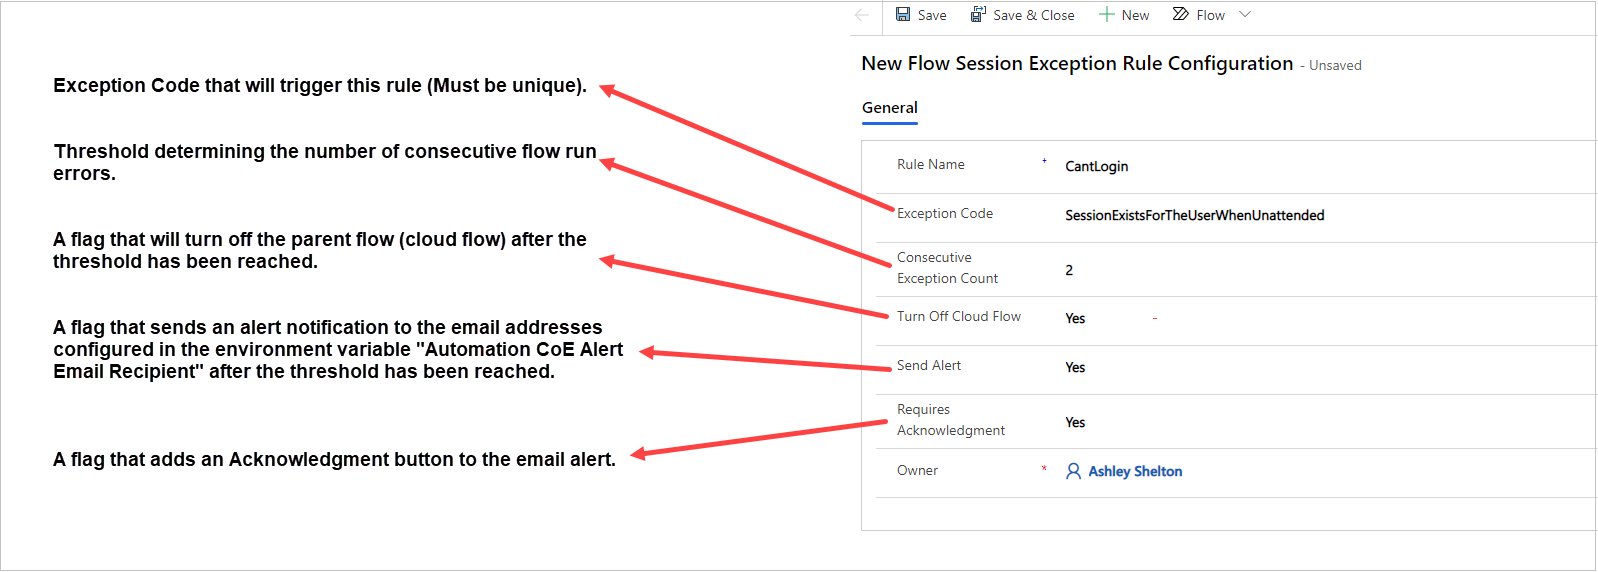 Save Save & Close New Flow
New Flow Session Exception Rule Configuration - Unsaved
General
Exception Code that will trigger this rule (Must be unique).
Threshold determining the number of consecutive flow run
errors.
A flag that will turn off the parent flow (cloud flow) after the
threshold has been reached.
A flag that sends an alert notification to the email addresses
configured in the environment variable "Automation CoE Alert
Email Recipient" after the threshold has been reached.
A flag that adds an Acknowledgment button to the email alert.
Rule Name + CantLogin
Exception Code SessionExistsForTheUserWhenUnattended
Consecutive
Exception Count
2
Turn Off Cloud Flow Yes -
Send Alert Yes
Requires
Acknowledgment
Yes
Owner * Ashley Shelton